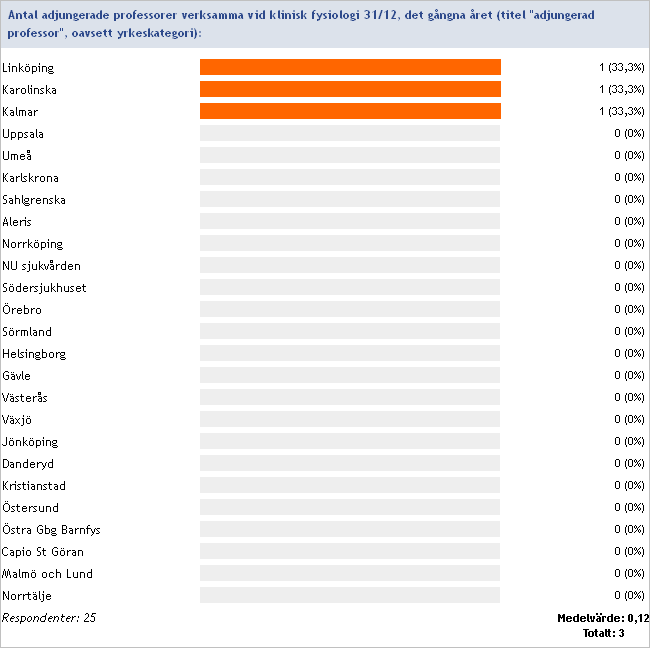 Antal adjungerade professorer verksamma vid klinisk fysiologi 31/12, det gångna året (titel "adjungerad
professor", oavsett yrkeskategori):
Linköping 1 (33,3%)
Karolinska 1 (33,3%)
Kalmar 1 (33,3%)
Uppsala 0 (0%)
Umeå 0 (0%)
Karlskrona 0 (0%)
Sahlgrenska 0 (0%)
Aleris 0 (0%)
Norrköping 0 (0%)
NU sjukvården 0 (0%)
Södersjukhuset 0 (0%)
Örebro 0 (0%)
Sörmland 0 (0%)
Helsingborg 0 (0%)
Gävle 0 (0%)
Västerås 0 (0%)
Växjö 0 (0%)
Jönköping 0 (0%)
Danderyd 0 (0%)
Kristianstad 0 (0%)
Östersund 0 (0%)
Östra Gbg Barnfys 0 (0%)
Capio St Göran 0 (0%)
Malmö och Lund 0 (0%)
Norrtälje 0 (0%)
Respondenter: 25 Medelvärde: 0,12
Totalt: 3